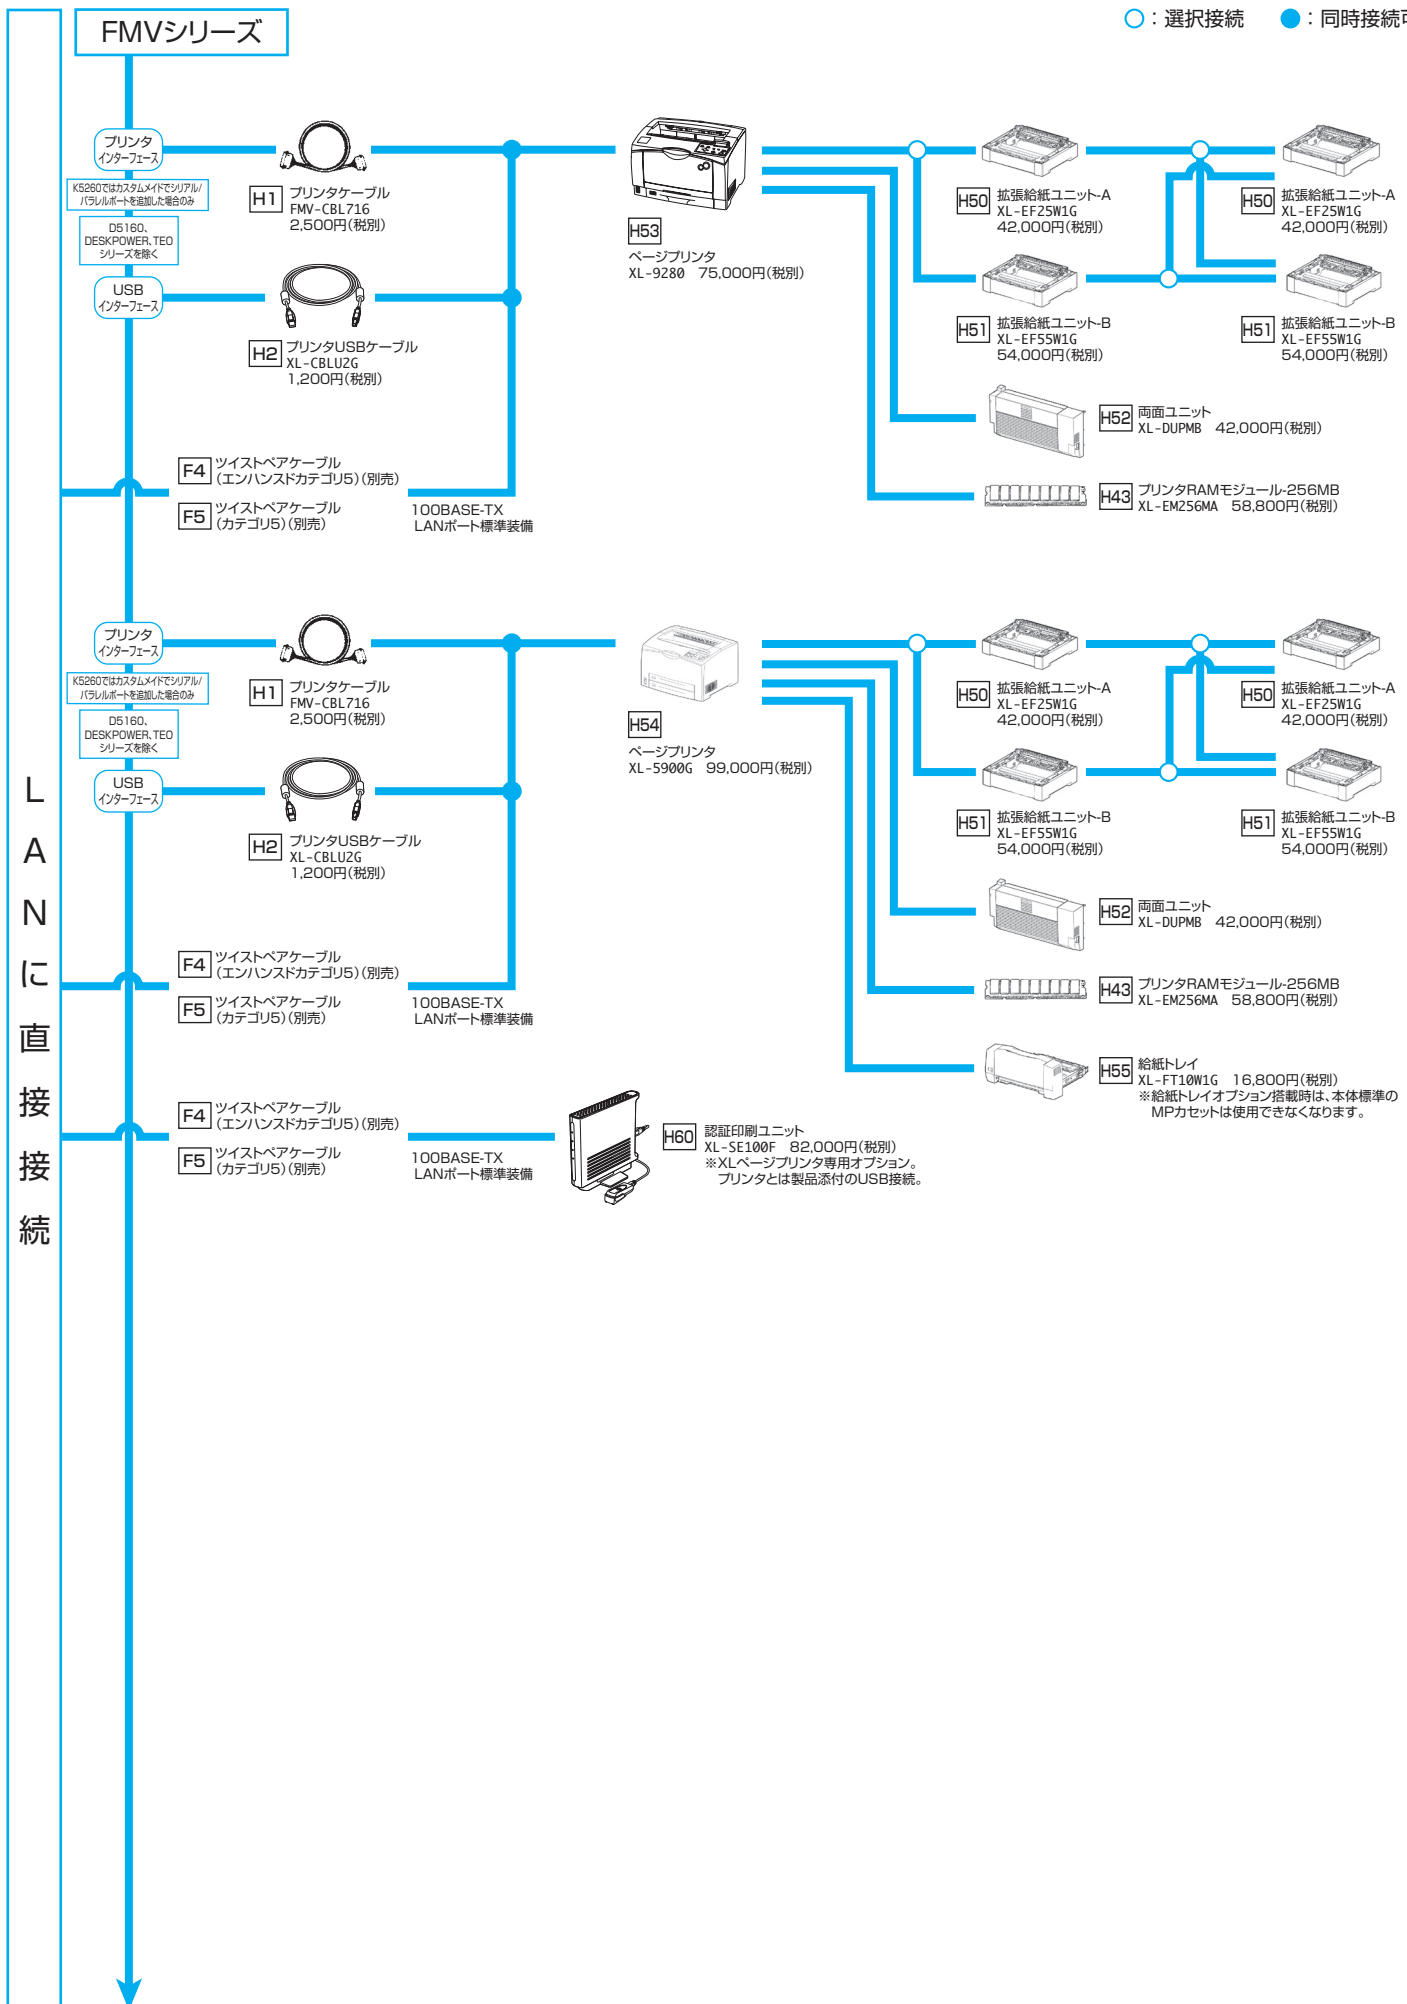 FMVシリーズ
○：選択接続　●：同時接続可
LANに直接接続
プリンタ
インターフェース
K5260ではカスタムメイドでシリアル/
パラレルポートを追加した場合のみ
D5160、
DESKPOWER、TEO
シリーズを除く
USB
インターフェース
H1 プリンタケーブル
FMV-CBL716
2,500円(税別)
H2 プリンタUSBケーブル
XL-CBLU2G
1,200円(税別)
F4 ツイストペアケーブル
(エンハンスドカテゴリ5)(別売)
F5 ツイストペアケーブル
(カテゴリ5)(別売)
100BASE-TX
LANポート標準装備
H53
ページプリンタ
XL-9280 75,000円(税別)
H50 拡張給紙ユニット-A
XL-EF25W1G
42,000円(税別)
H50 拡張給紙ユニット-A
XL-EF25W1G
42,000円(税別)
H51 拡張給紙ユニット-B
XL-EF55W1G
54,000円(税別)
H51 拡張給紙ユニット-B
XL-EF55W1G
54,000円(税別)
H52 両面ユニット
XL-DUPMB 42,000円(税別)
H43 プリンタRAMモジュール-256MB
XL-EM256MA 58,800円(税別)
プリンタ
インターフェース
K5260ではカスタムメイドでシリアル/
パラレルポートを追加した場合のみ
D5160、
DESKPOWER、TEO
シリーズを除く
USB
インターフェース
H1 プリンタケーブル
FMV-CBL716
2,500円(税別)
H2 プリンタUSBケーブル
XL-CBLU2G
1,200円(税別)
F4 ツイストペアケーブル
(エンハンスドカテゴリ5)(別売)
F5 ツイストペアケーブル
(カテゴリ5)(別売)
100BASE-TX
LANポート標準装備
H54
ページプリンタ
XL-5900G 99,000円(税別)
H50 拡張給紙ユニット-A
XL-EF25W1G
42,000円(税別)
H50 拡張給紙ユニット-A
XL-EF25W1G
42,000円(税別)
H51 拡張給紙ユニット-B
XL-EF55W1G
54,000円(税別)
H51 拡張給紙ユニット-B
XL-EF55W1G
54,000円(税別)
H52 両面ユニット
XL-DUPMB 42,000円(税別)
H43 プリンタRAMモジュール-256MB
XL-EM256MA 58,800円(税別)
H55 給紙トレイ
XL-FT10W1G 16,800円(税別)
※給紙トレイオプション搭載時は、本体標準の
MPカセットは使用できなくなります。
F4 ツイストペアケーブル
(エンハンスドカテゴリ5)(別売)
F5 ツイストペアケーブル
(カテゴリ5)(別売)
100BASE-TX
LANポート標準装備
H60 認証印刷ユニット
XL-SE100F 82,000円(税別)
※XLページプリンタ専用オプション。
プリンタとは製品添付のUSB接続。